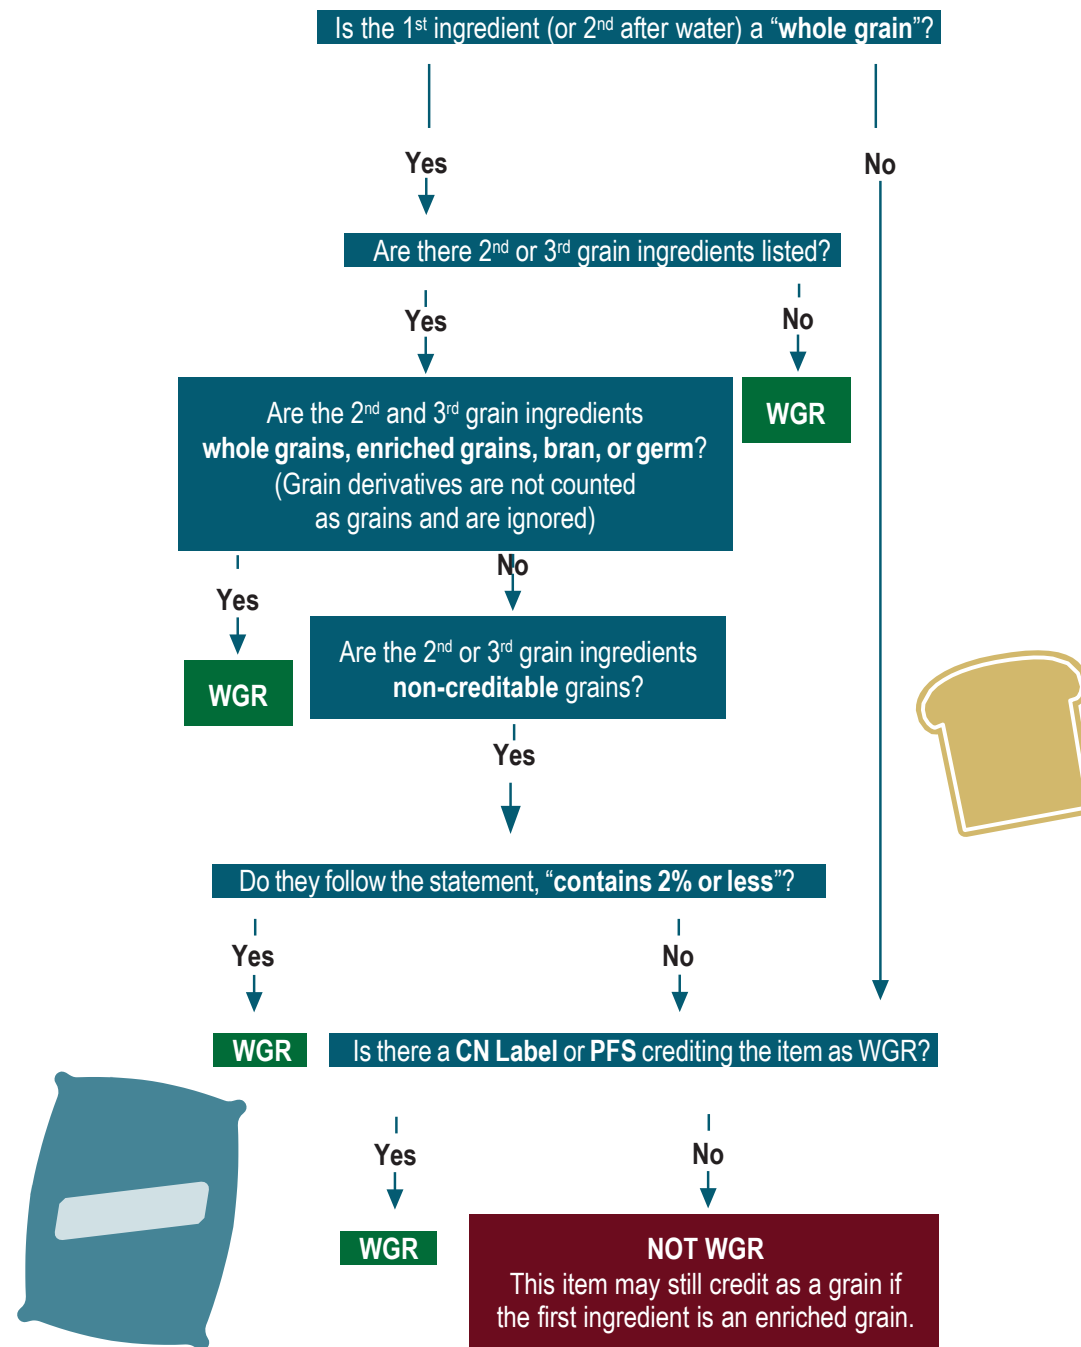 Is the 1st ingredient (or 2nd after water) a “whole grain”?
Yes
No
Are there 2nd or 3rd grain ingredients listed?
Yes
No
Are the 2nd and 3rd grain ingredients
whole grains, enriched grains, bran, or germ?
(Grain derivatives are not counted
as grains and are ignored)
WGR
No
Yes
Are the 2nd or 3rd grain ingredients
non-creditable grains?
WGR
Yes
Do they follow the statement, “contains 2% or less”?
Yes
No
WGR
Is there a CN Label or PFS crediting the item as WGR?
Yes
No
WGR
NOT WGR
This item may still credit as a grain if
the first ingredient is an enriched grain.